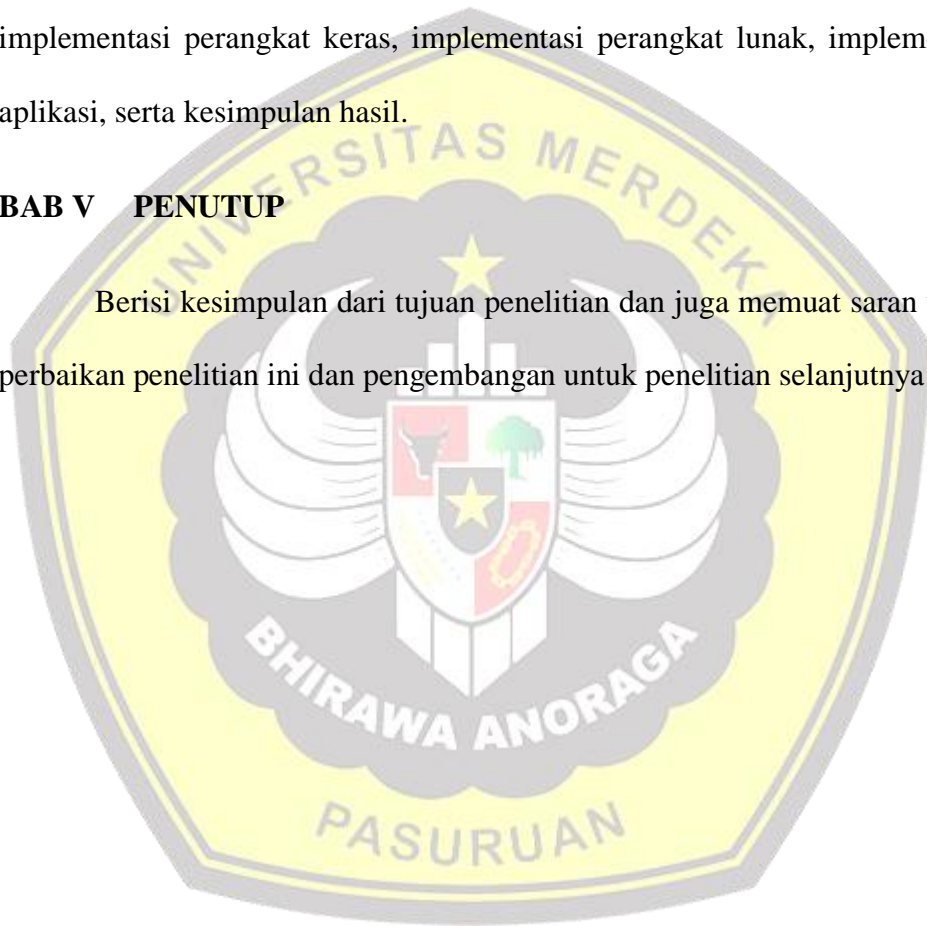 implementasi perangkat keras, implementasi perangkat lunak,
aplikasi, serta kesimpulan hasil.
UNIVERSITAS MERDEKA
BAB V PENUTUP
Berisi kesimpulan dari tujuan penelitian dan juga memuat saran
perbaikan penelitian ini dan pengembangan untuk penelitian selanjutnya
BHIRAWA ANORAGA
PASURUAN